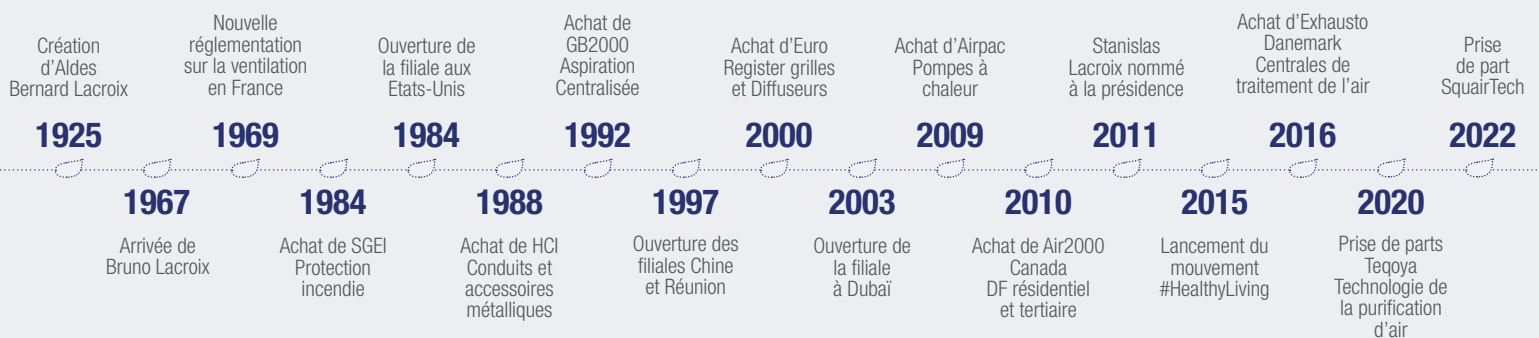 Création
d'Aldes
Bernard Lacroix
1925
1967
Arrivée de
Bruno Lacroix
Nouvelle
réglementation
sur la ventilation
en France
1969
1984
Achat de SGEI
Protection
incendie
Ouverture de
la filiale aux
Etats-Unis
1984
1988
Achat de HCI
Conduits et
accessoires
métalliques
Achat de
GB2000
Aspiration
Centralisée
1992
1997
Ouverture des
filiales Chine
et Réunion
Achat d'Euro
Register grilles
et Diffuseurs
2000
2003
Ouverture de
la filiale
à Dubaï
Achat d'Airpac
Pompes à
chaleur
2009
2010
Achat de Air2000
Canada
DF résidentiel
et tertiaire
Stanislas
Lacroix nommé
à la présidence
2011
2015
Lancement du
mouvement
#HealthyLiving
Achat d'Exhausto
Danemark
Centrales de
traitement de l'air
2016
2020
Prise de parts
Teqoya
Technologie de
la purification
d'air
Prise
de part
SquairTech
2022